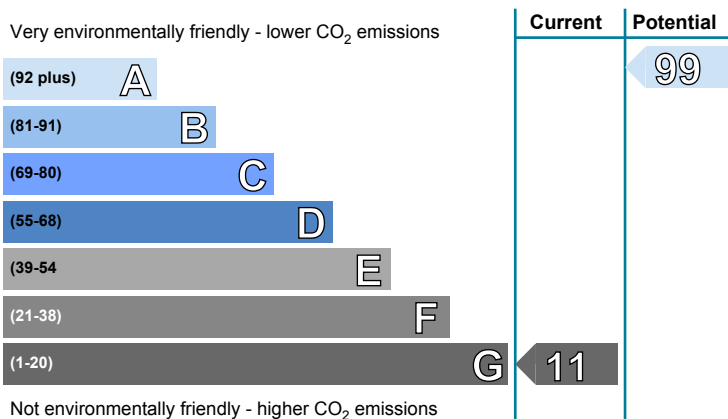 Current Potential
Very environmentally friendly - lower CO2 emissions
(92 plus) A 99
(81-91) B
(69-80) C
(55-68) D
(39-54 E
(21-38) F
(1-20) G 11
Not environmentally friendly - higher CO2 emissions